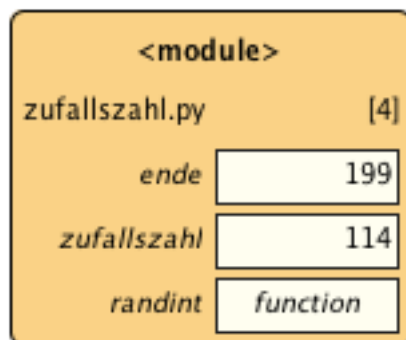 <module>
zufallszahl.py [4]
ende 199
zufallszahl 114
randint function